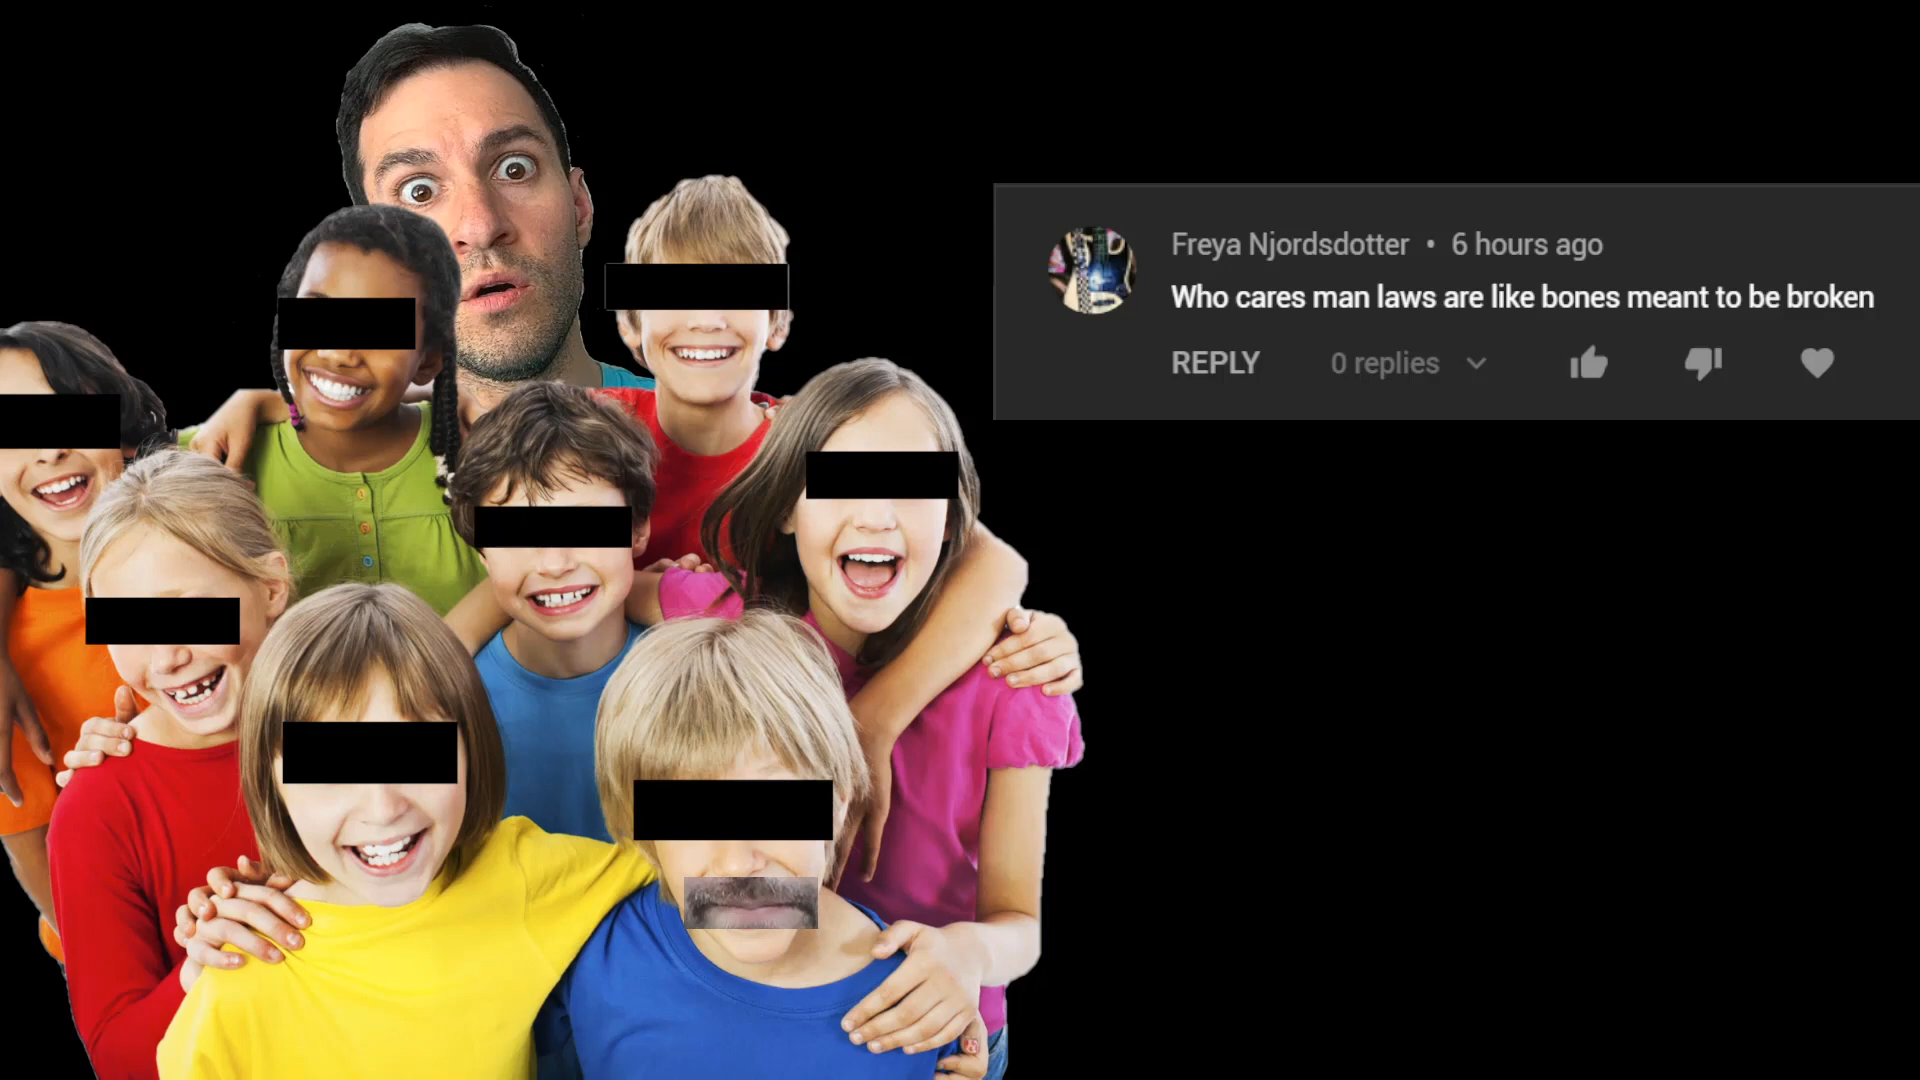 Freya Njordsdotter • 6 hours ago
Who cares man laws are like bones meant to be broken
REPLY 0 replies